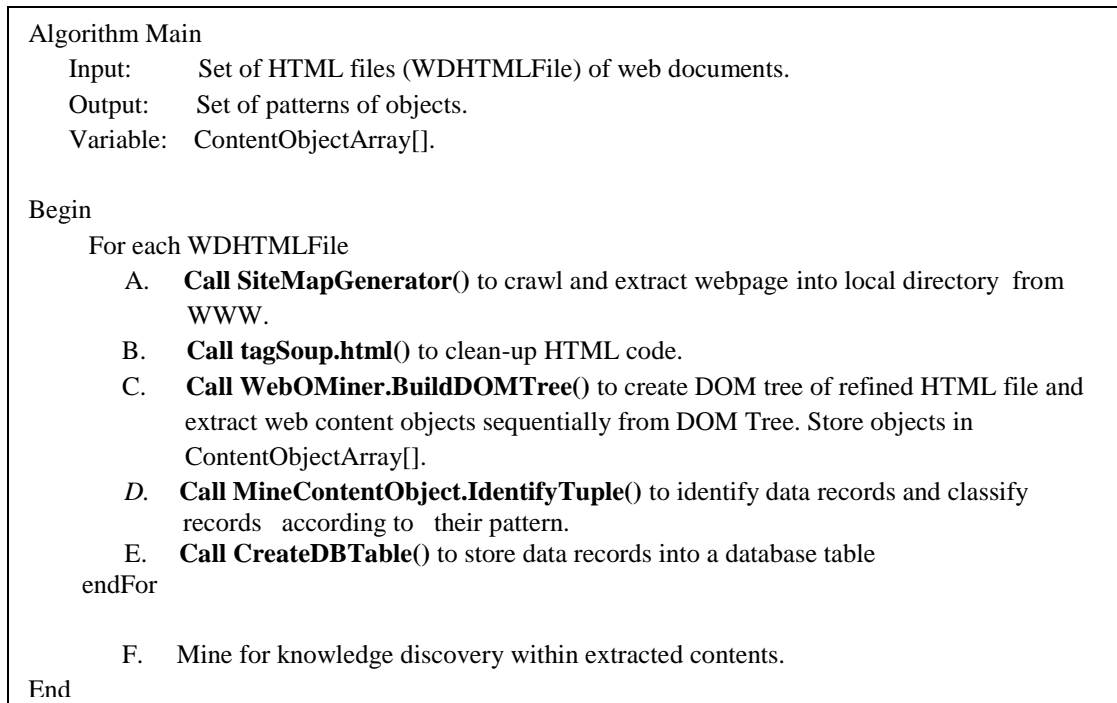 Algorithm Main
Input: Set of HTML files (WDHTMLFile) of web documents.
Output: Set of patterns of objects.
Variable: ContentObjectArray[].
Begin
For each WDHTMLFile
A. Call SiteMapGenerator() to crawl and extract webpage into local directory from
WWW.
B. Call tagSoup.html() to clean-up HTML code.
C. Call WebOMiner.BuildDOMTree() to create DOM tree of refined HTML file and
extract web content objects sequentially from DOM Tree. Store objects in
ContentObjectArray[].
D. Call MineContentObject.IdentifyTuple() to identify data records and classify
records according to their pattern.
E. Call CreateDBTable() to store data records into a database table
endFor
F. Mine for knowledge discovery within extracted contents.
End